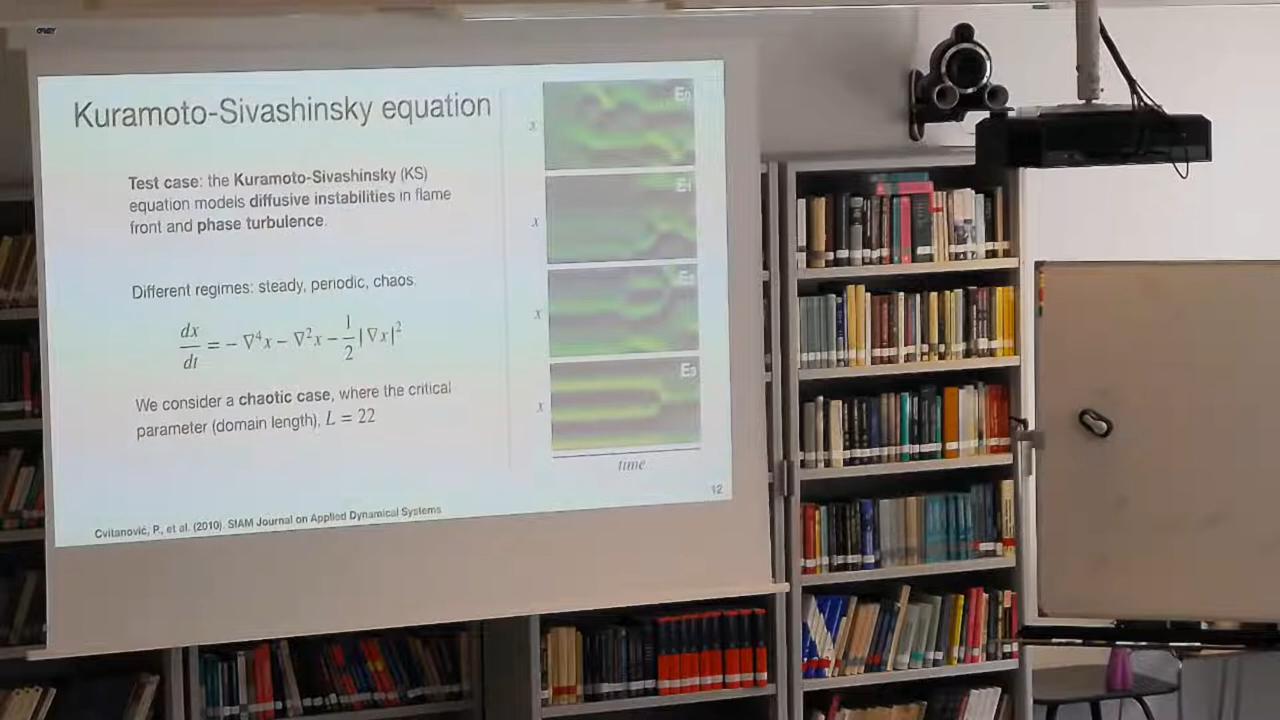 Kuramoto-Sivashinsky equation
Test case: the Kuramoto-Sivashinsky (KS)
equation models diffusive instabilities in flame
front and phase turbulence.
Different regimes: steady, periodic, chaos.
dx/dt = − ∇⁴x − ∇²x − 1/2 |∇x|²
We consider a chaotic case, where the critical
parameter (domain length), L = 22
Cvitanović, P., et al. (2010). SIAM Journal on Applied Dynamical Systems
x
E0
x
E1
x
E2
x
E3
time
12